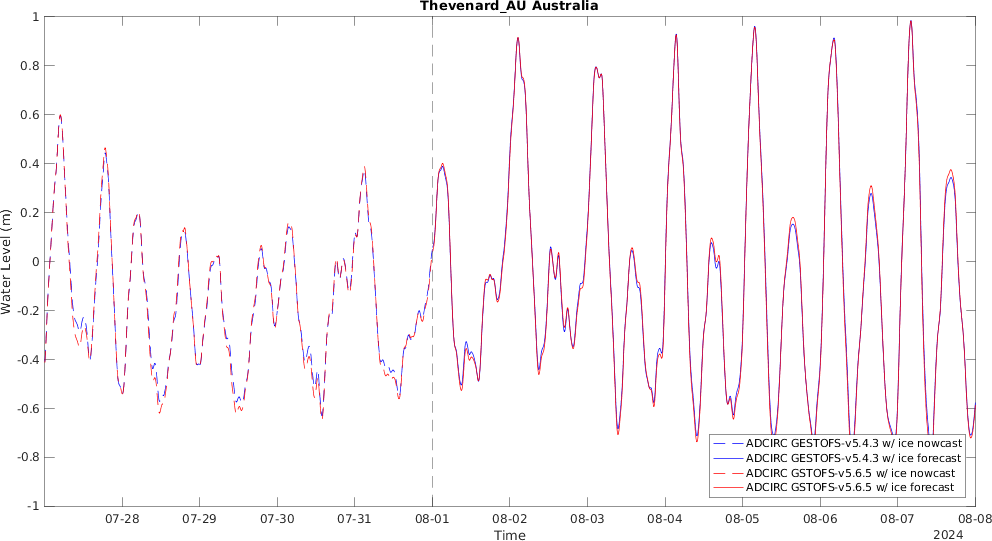 Thevenard_AU Australia
1
0.8
0.6
0.4
0.2
0
-0.2
-0.4
-0.6
-0.8
-1
Water Level (m)
ADCIRC GESTOFS-v5.4.3 w/ ice nowcast
ADCIRC GESTOFS-v5.4.3 w/ ice forecast
ADCIRC GSTOFS-v5.6.5 w/ ice nowcast
ADCIRC GSTOFS-v5.6.5 w/ ice forecast
07-28 07-29 07-30 07-31 08-01 08-02 08-03 08-04 08-05 08-06 08-07 08-08
Time
2024